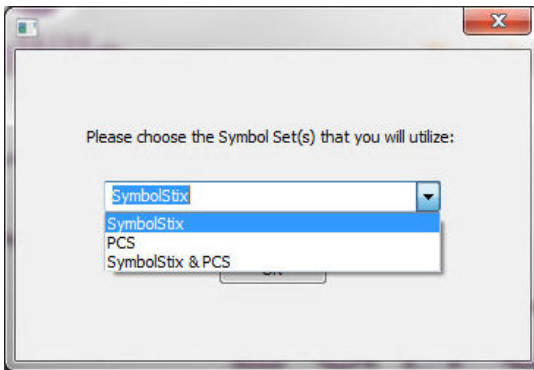 Please choose the Symbol Set(s) that you will utilize:
SymbolStix
SymbolStix
PCS
SymbolStix & PCS